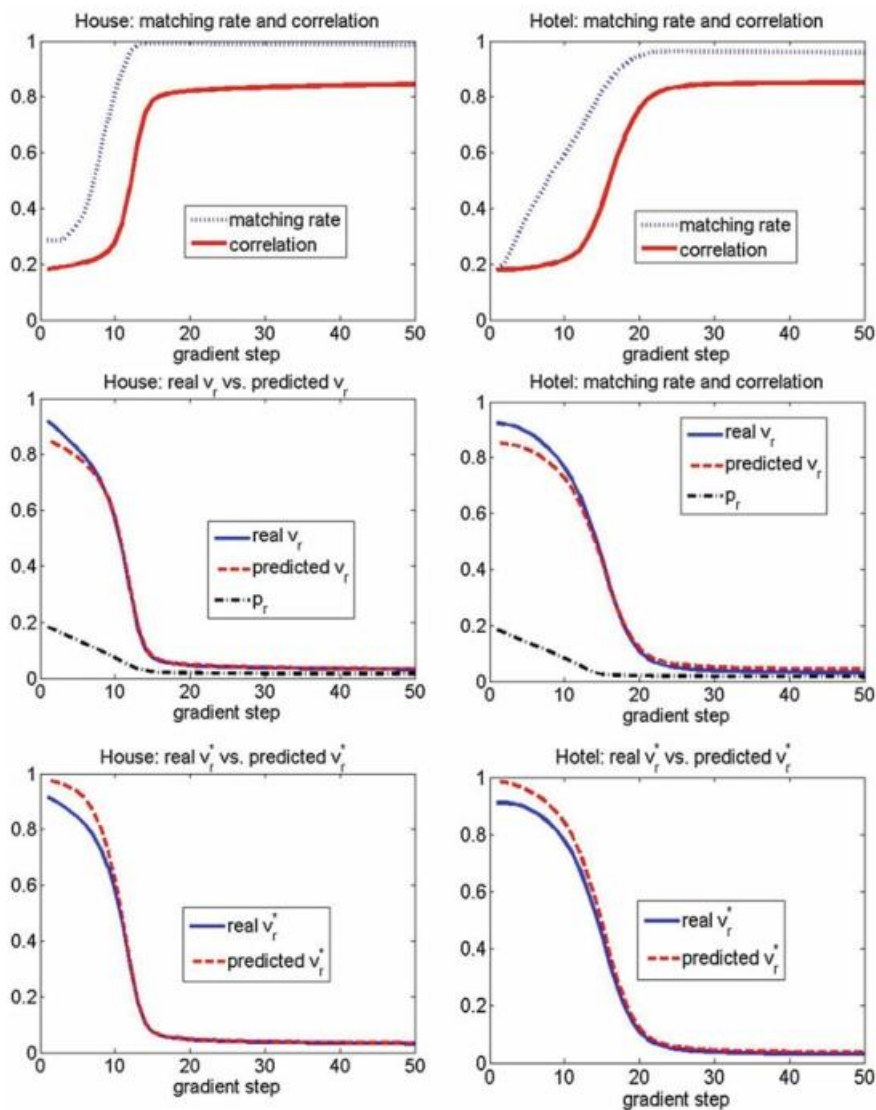 House: matching rate and correlation
1
0.8
0.6
0.4
0.2
0
matching rate
correlation
0 10 20 30 40 50
gradient step
Hotel: matching rate and correlation
1
0.8
0.6
0.4
0.2
0
matching rate
correlation
0 10 20 30 40 50
gradient step
House: real v_r vs. predicted v_r
1
0.8
0.6
0.4
0.2
0
real v_r
predicted v_r
p_r
0 10 20 30 40 50
gradient step
Hotel: matching rate and correlation
1
0.8
0.6
0.4
0.2
0
real v_r
predicted v_r
p_r
0 10 20 30 40 50
gradient step
House: real v_r^* vs. predicted v_r^*
1
0.8
0.6
0.4
0.2
0
real v_r^*
predicted v_r^*
0 10 20 30 40 50
gradient step
Hotel: real v_r^* vs. predicted v_r^*
1
0.8
0.6
0.4
0.2
0
real v_r^*
predicted v_r^*
0 10 20 30 40 50
gradient step